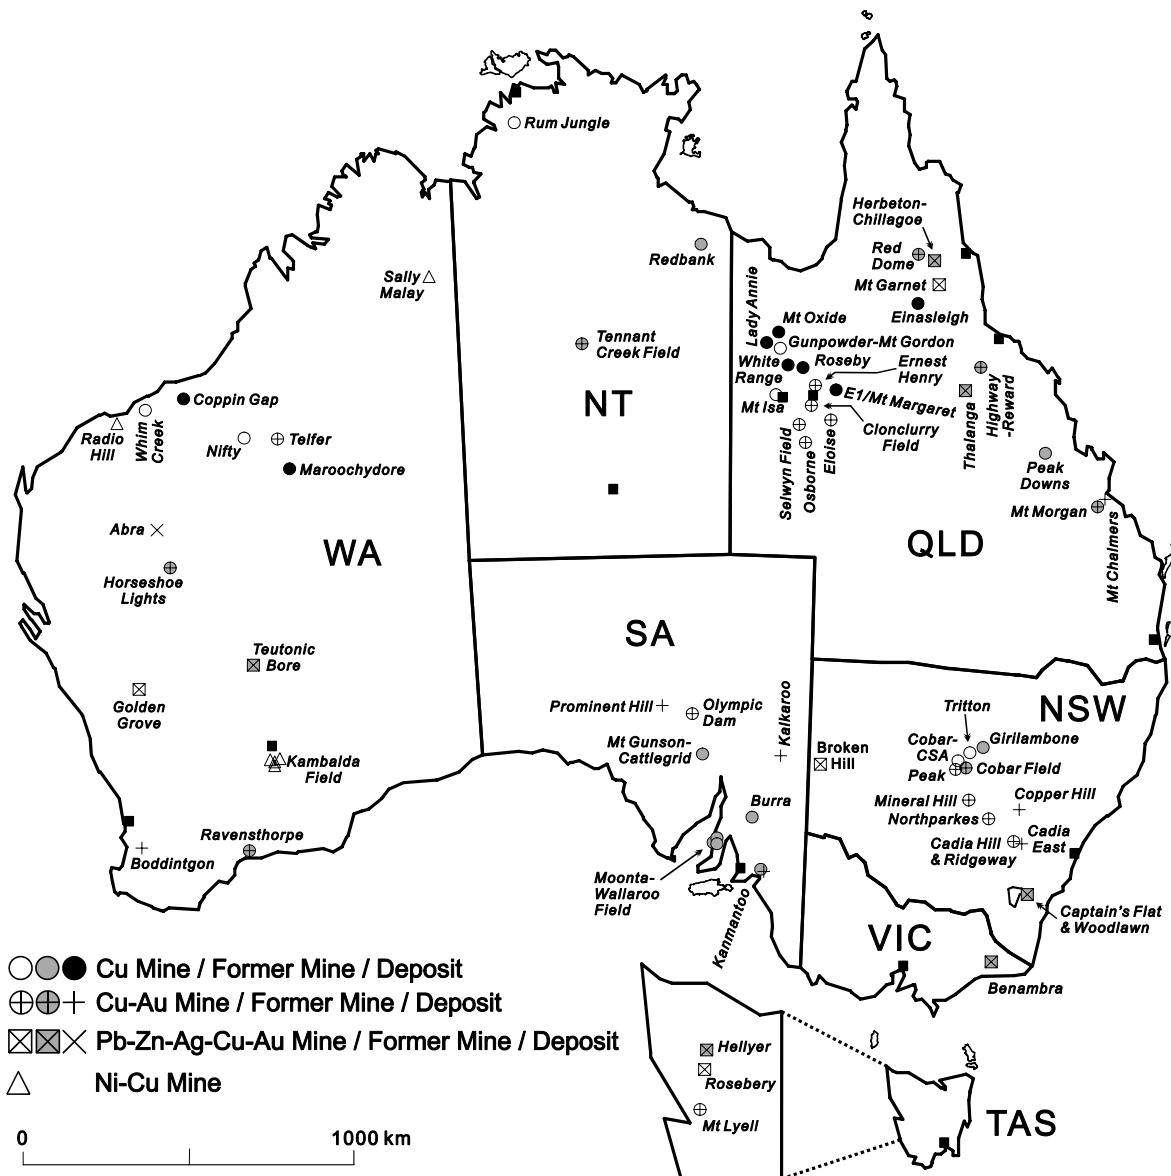 Rum Jungle
Herbeton-
Chillagoe
Redbank
Red
Dome
Mt Garnet
Sally
Malay
Lady Annie
Einasleigh
Mt Oxide
Tennant
Creek Field
Gunpowder-Mt Gordon
White
Range
Roseby
Ernest
Henry
NT
Coppin Gap
Mt Isa
E1/Mt Margaret
Highway
-Reward
Thalanga
Radio
Hill
Whim
Creek
Nifty
Telfer
Selwyn Field
Osborne
Eloise
Clonclurry
Field
Maroochydore
Peak
Downs
Mt Morgan
Abra
WA
QLD
Mt Chalmers
Horseshoe
Lights
SA
Teutonic
Bore
Golden
Grove
Prominent Hill
Olympic
Dam
Kalkaroo
NSW
Tritton
Mt Gunson-
Cattlegrid
Broken
Hill
Cobar-
CSA
Girilambone
Kambalda
Field
Peak
Cobar Field
Burra
Mineral Hill
Copper Hill
Northparkes
Ravensthorpe
Boddintgon
Cadia Hill
& Ridgeway
Cadia
East
Moonta-
Wallaroo
Field
Kanmantoo
Captain's Flat
& Woodlawn
VIC
Benambra
Cu Mine / Former Mine / Deposit
Cu-Au Mine / Former Mine / Deposit
Pb-Zn-Ag-Cu-Au Mine / Former Mine / Deposit
Ni-Cu Mine
Hellyer
Rosebery
Mt Lyell
TAS
0
1000 km